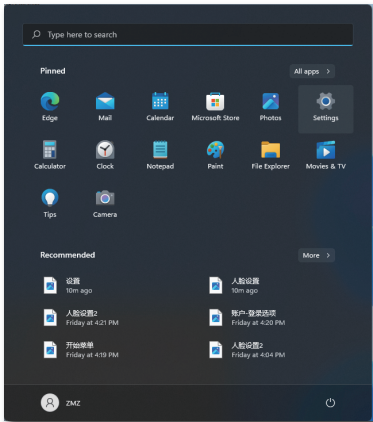 Type here to search
Pinned
All apps >
Edge
Mail
Calendar
Microsoft Store
Photos
Settings
Calculator
Clock
Notepad
Paint
File Explorer
Movies & TV
Tips
Camera
Recommended
More >
设置
10m ago
人脸设置
10m ago
人脸设置2
Friday at 4:21 PM
账户-登录选项
Friday at 4:20 PM
开始菜单
Friday at 4:19 PM
人脸设置2
Friday at 4:04 PM
ZMZ